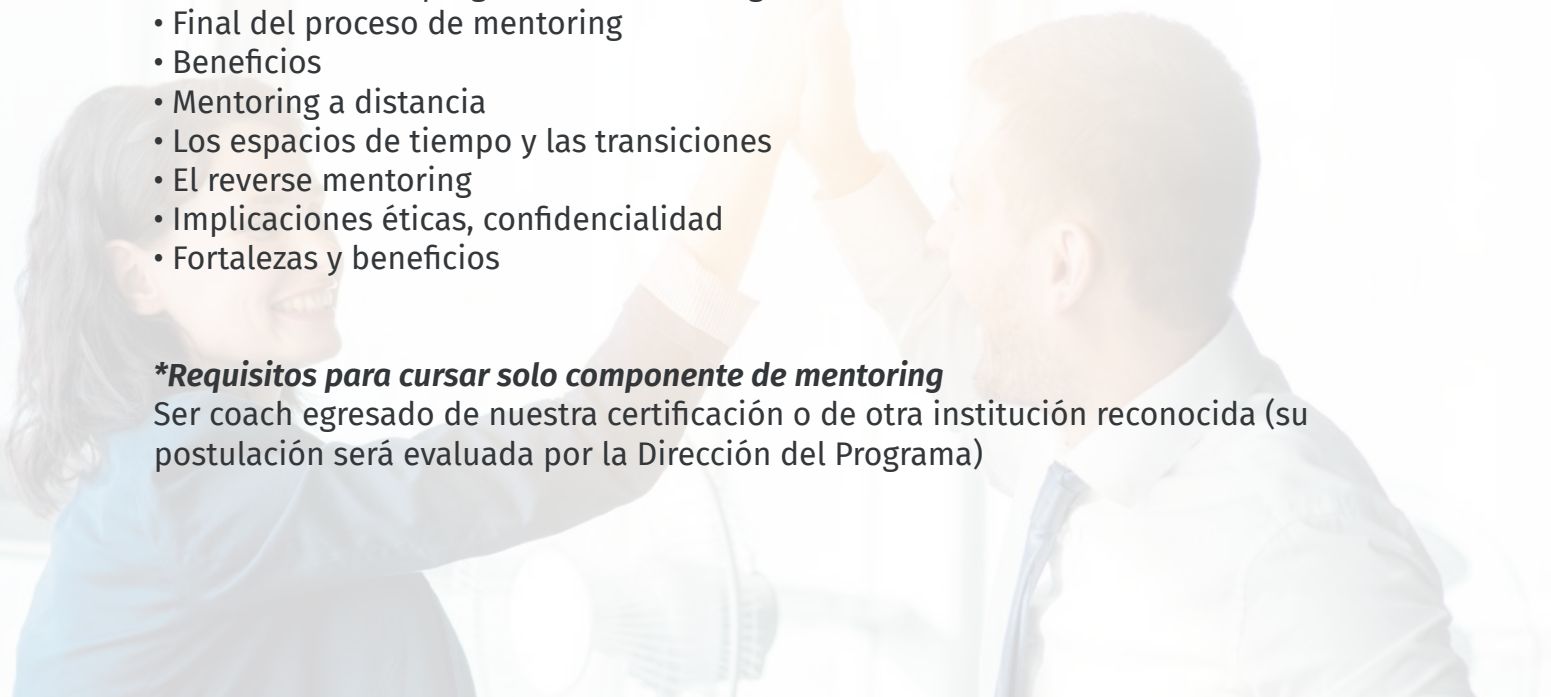 • Final del proceso de mentoring
• Beneficios
• Mentoring a distancia
• Los espacios de tiempo y las transiciones
• El reverse mentoring
• Implicaciones éticas, confidencialidad
• Fortalezas y beneficios
*Requisitos para cursar solo componente de mentoring
Ser coach egresado de nuestra certificación o de otra institución reconocida (su
postulación será evaluada por la Dirección del Programa)